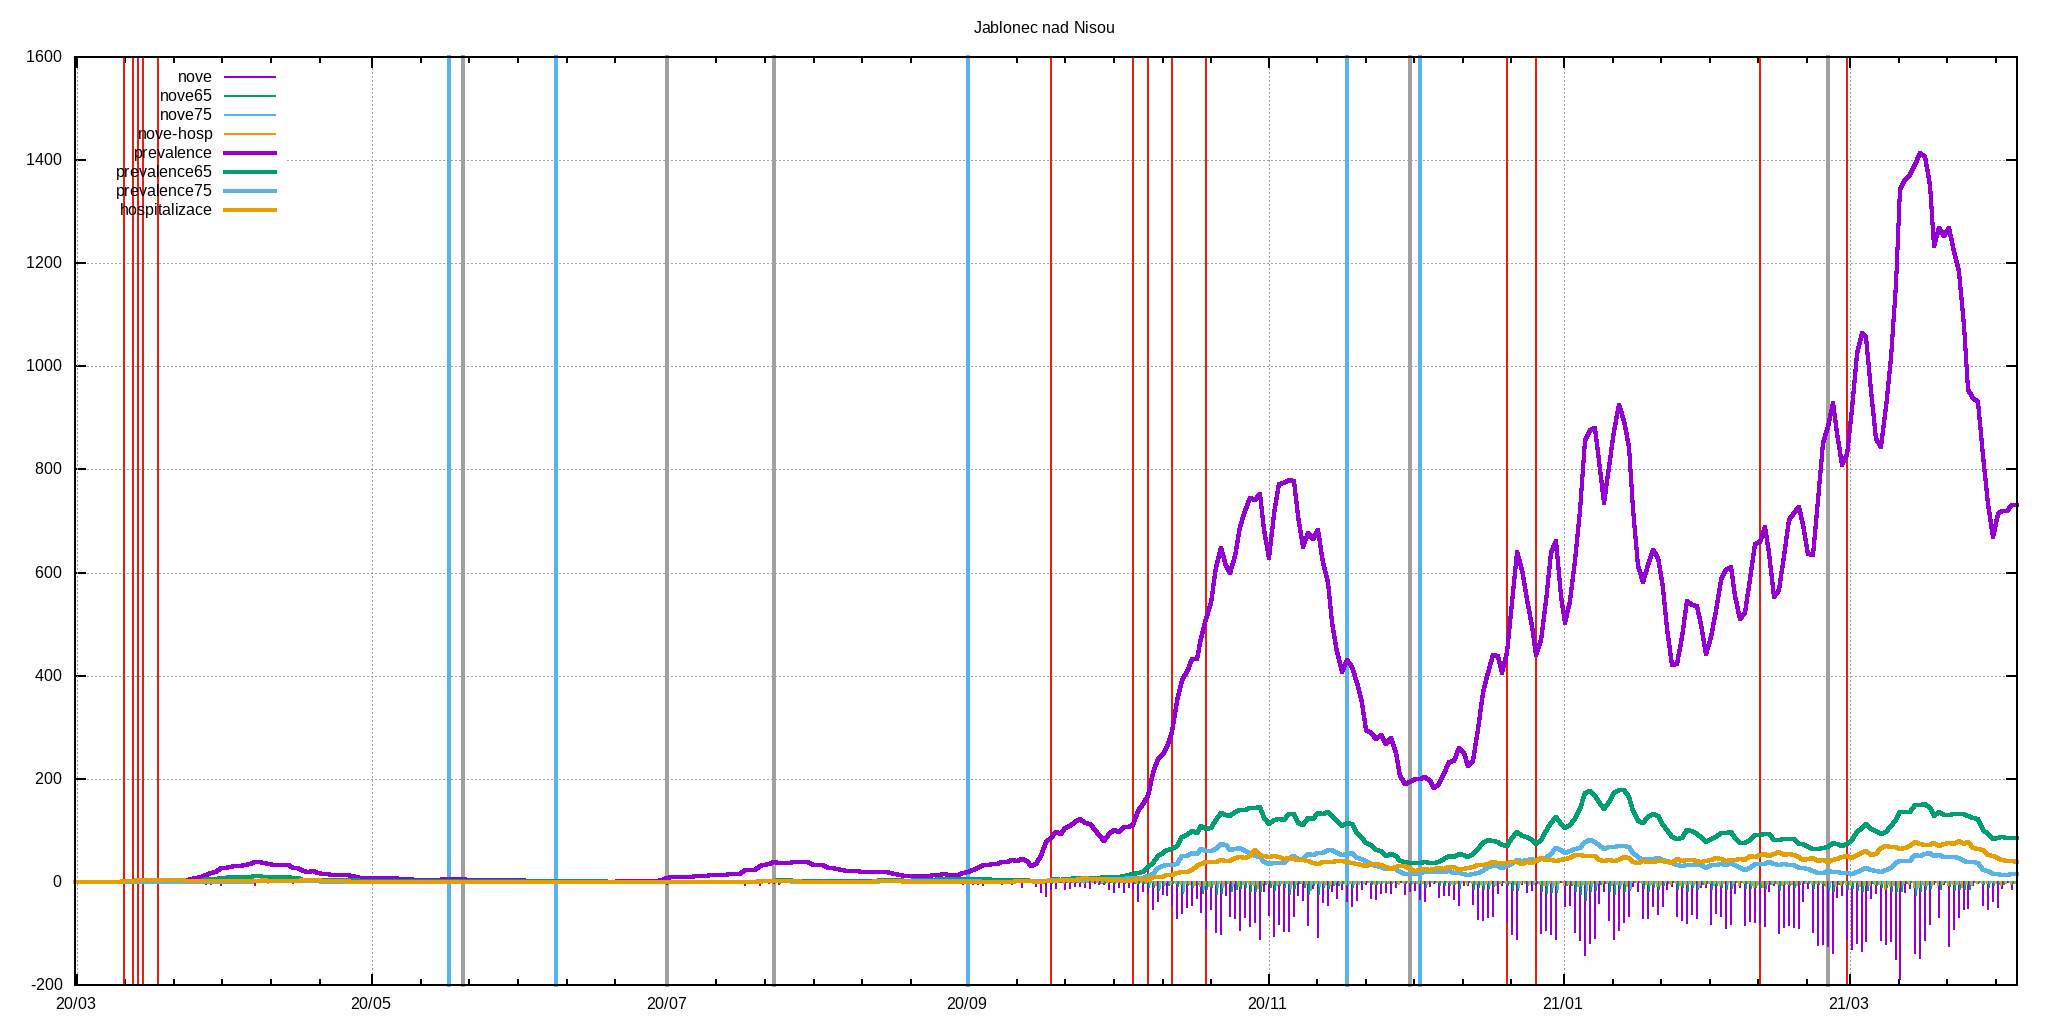 Jablonec nad Nisou
1600
1400
1200
1000
800
600
400
200
0
-200
nove
nove65
nove75
nove-hosp
prevalence
prevalence65
prevalence75
hospitalizace
20/03 20/05 20/07 20/09 20/11 21/01 21/03